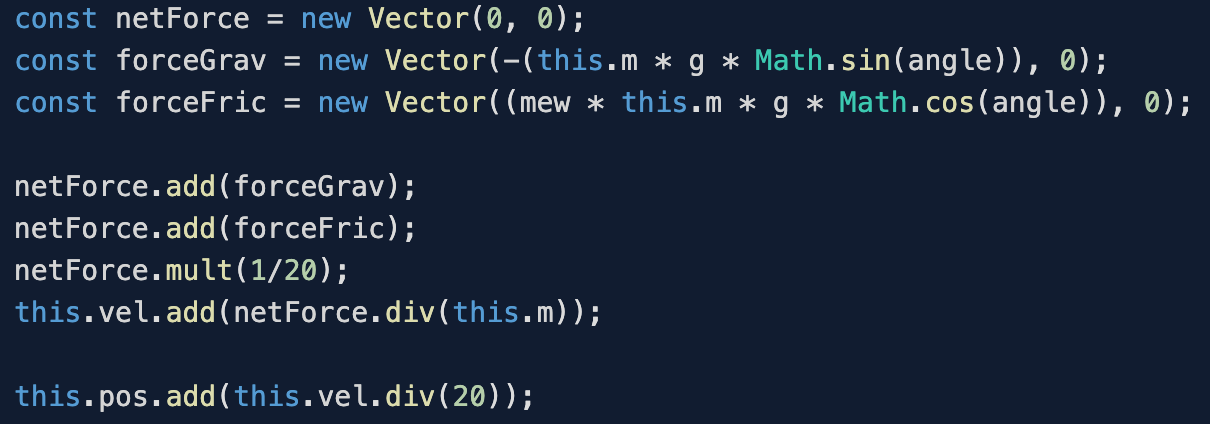 const netForce = new Vector(0, 0);
const forceGrav = new Vector(-(this.m * g * Math.sin(angle)), 0);
const forceFric = new Vector((mew * this.m * g * Math.cos(angle)), 0);
netForce.add(forceGrav);
netForce.add(forceFric);
netForce.mult(1/20);
this.vel.add(netForce.div(this.m));
this.pos.add(this.vel.div(20));